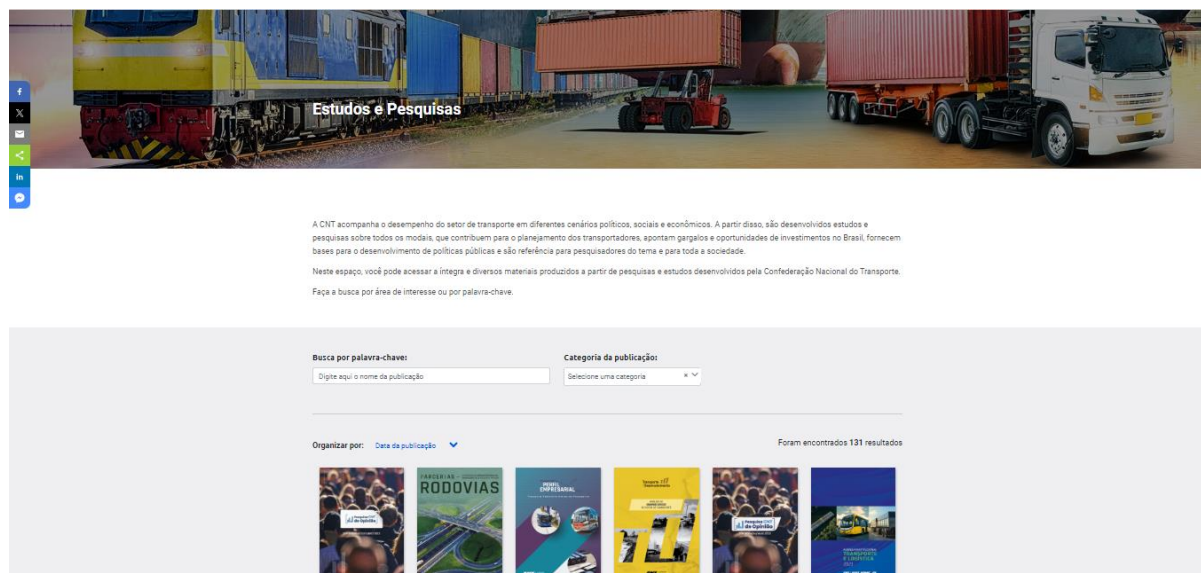 Estudos e Pesquisas
A CNT acompanha o desempenho do setor de transporte em diferentes cenários políticos, sociais e econômicos. A partir disso, são desenvolvidos estudos e
pesquisas sobre todos os modais, que contribuem para o planejamento dos transportadores, apontam gargalos e oportunidades de investimentos no Brasil, fornecem
bases para o desenvolvimento de políticas públicas e são referência para pesquisadores do tema e para toda a sociedade.
Neste espaço, você pode acessar a íntegra e diversos materiais produzidos a partir de pesquisas e estudos desenvolvidos pela Confederação Nacional do Transporte.
Faça a busca por área de interesse ou por palavra-chave.
Busca por palavra-chave: Categoria da publicação:
Digite aqui o nome da publicação Selecione uma categoria
Organizar por: Data da publicação Foram encontrados 131 resultados
PARCERIAS
RODOVIAS
PERFIL
EMPRESARIAL
Transporte
Desenvolvimento
Pesquisa CNT
de Opinião
Pesquisa CNT
de Opinião
TRANSPORTE
E LOGÍSTICA